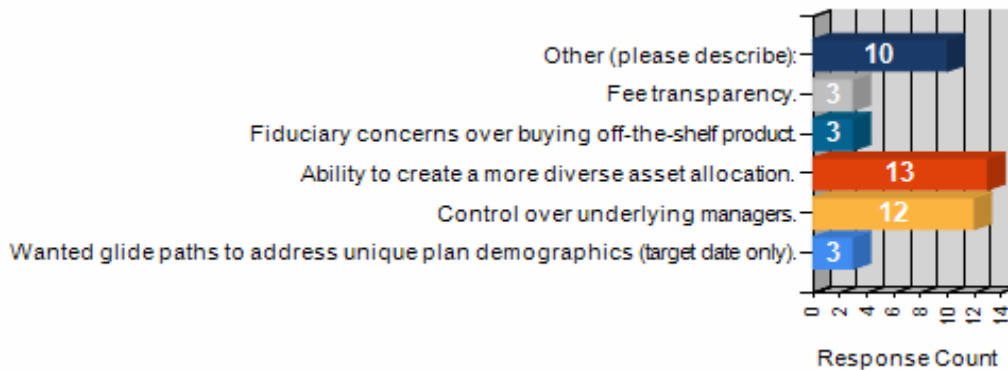 Other (please describe): 10
Fee transparency. 3
Fiduciary concerns over buying off-the-shelf product. 3
Ability to create a more diverse asset allocation. 13
Control over underlying managers. 12
Wanted glide paths to address unique plan demographics (target date only). 3
0 2 4 6 8 10 12 14
Response Count